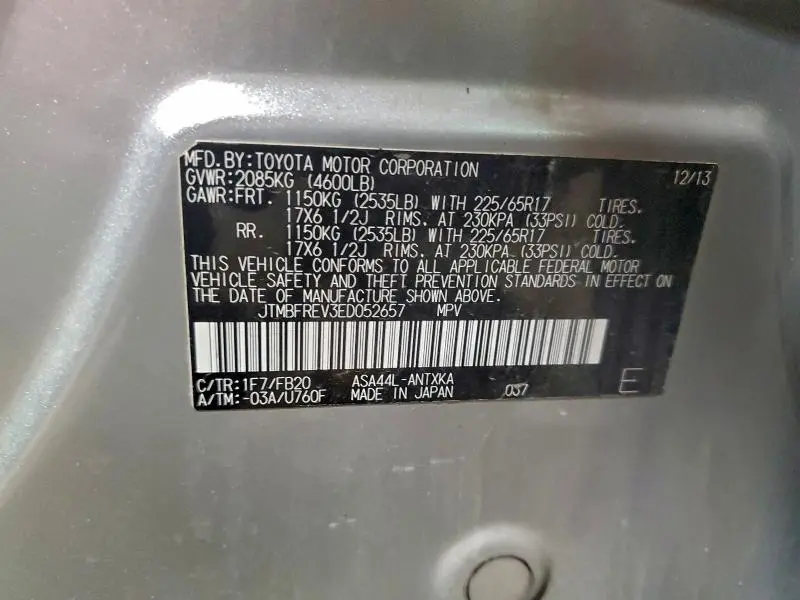 MFD.BY:TOYOTA MOTOR CORPORATION 12/13
GVWR:2085KG (4600LB)
GAWR:FRT. 1150KG (2535LB) WITH 225/65R17 TIRES.
17X6 1/2J RIMS. AT 230KPA (33PSI) COLD.
RR. 1150KG (2535LB) WITH 225/65R17 TIRES.
17X6 1/2J RIMS. AT 230KPA (33PSI) COLD.
THIS VEHICLE CONFORMS TO ALL APPLICABLE FEDERAL MOTOR
VEHICLE SAFETY AND THEFT PREVENTION STANDARDS IN EFFECT ON
THE DATE OF MANUFACTURE SHOWN ABOVE.
JTMBFREV3ED052657 MPV
C/TR:1F7/FB20 ASA44L-ANTXKA
A/TM:-03A/U760F MADE IN JAPAN 037 E